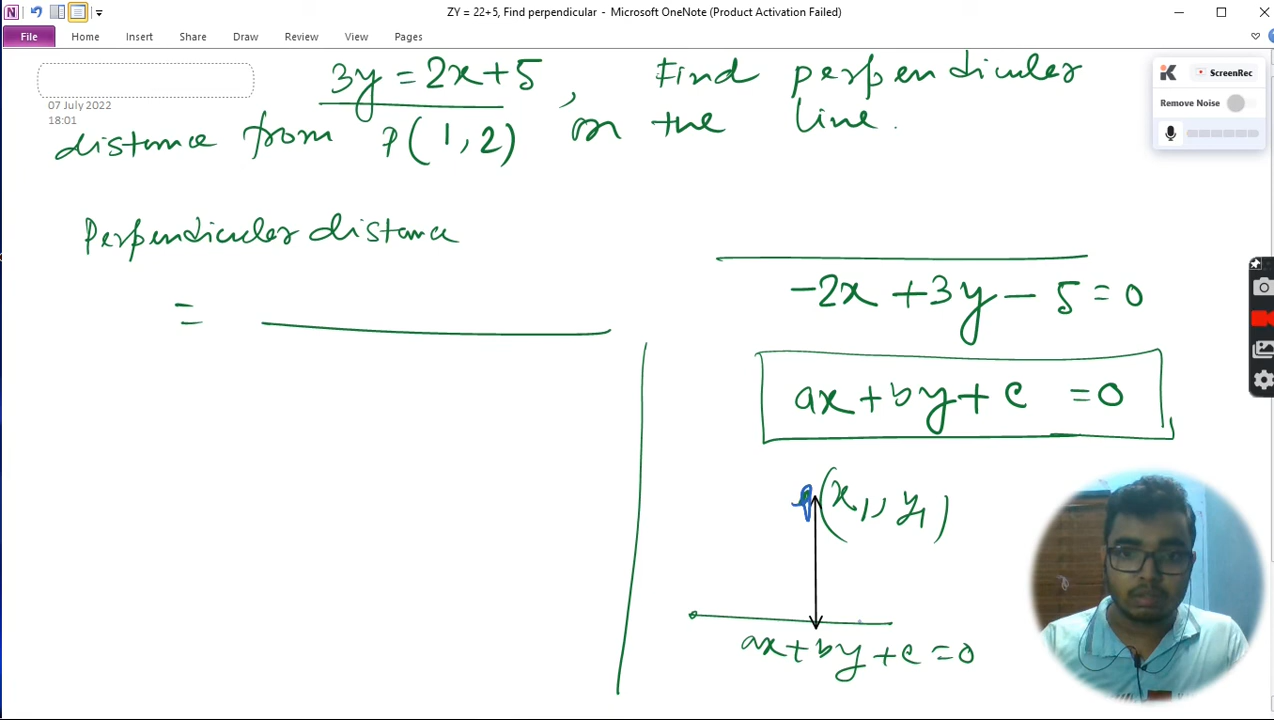 ZY = 22+5, Find perpendicular - Microsoft OneNote (Product Activation Failed)
File Home Insert Share Draw Review View Pages
3y = 2x + 5 , Find perpendicular
07 July 2022
18:01
distance from P(1,2) on the line.
ScreenRec
Remove Noise
Perpendicular distance
=
-2x + 3y - 5 = 0
ax + by + c = 0
(x1, y1)
ax + by + c = 0